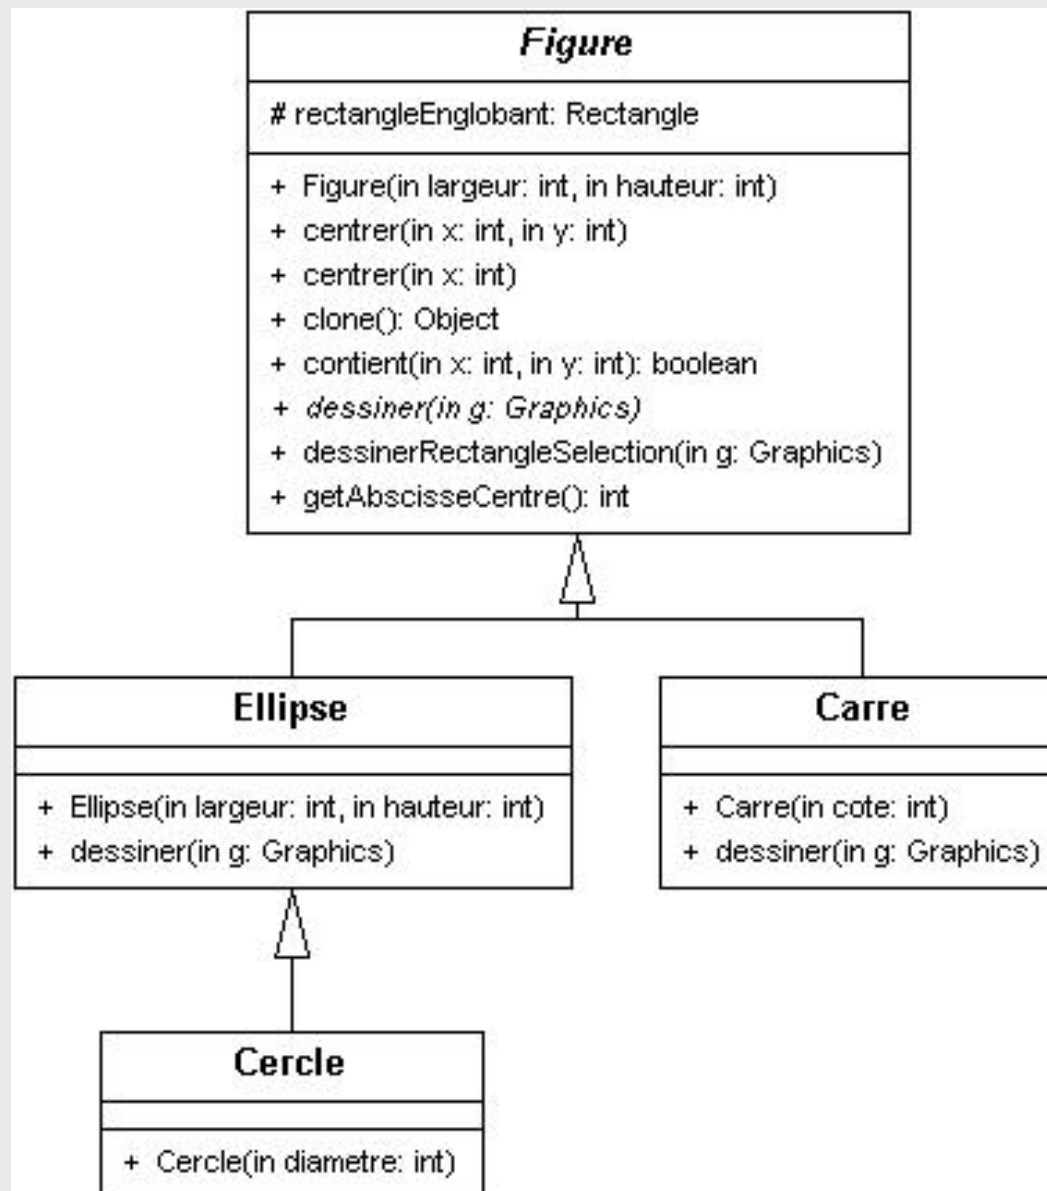 Figure
# rectangleEnglobant: Rectangle
+ Figure(in largeur: int, in hauteur: int)
+ centrer(in x: int, in y: int)
+ centrer(in x: int)
+ clone(): Object
+ contient(in x: int, in y: int): boolean
+ dessiner(in g: Graphics)
+ dessinerRectangleSelection(in g: Graphics)
+ getAbscisseCentre(): int
Ellipse
+ Ellipse(in largeur: int, in hauteur: int)
+ dessiner(in g: Graphics)
Carre
+ Carre(in cote: int)
+ dessiner(in g: Graphics)
Cercle
+ Cercle(in diametre: int)